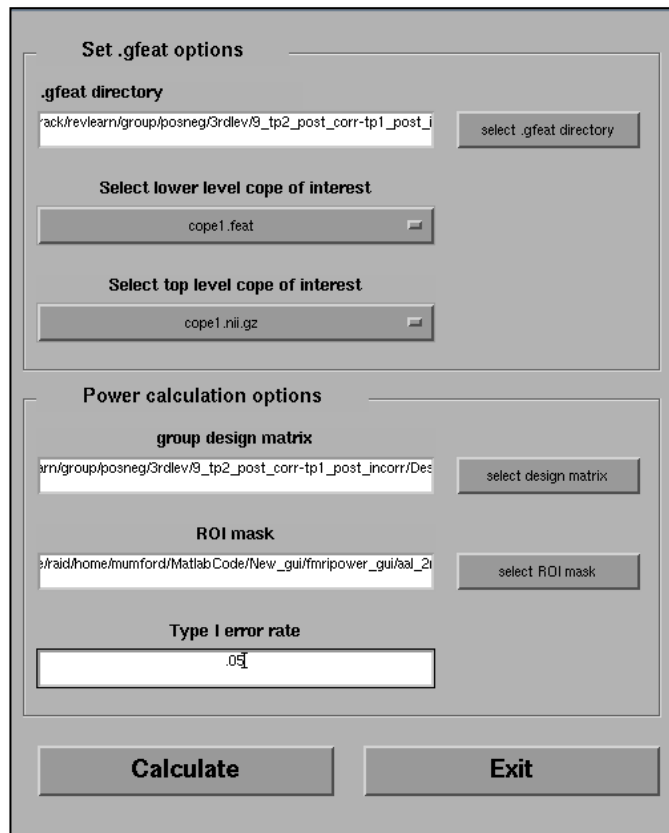 Set .gfeat options
.gfeat directory
rack/revlearn/group/posneg/3rdlev/9_tp2_post_corr-tp1_post_i
select .gfeat directory
Select lower level cope of interest
cope1.feat
Select top level cope of interest
cope1.nii.gz
Power calculation options
group design matrix
arn/group/posneg/3rdlev/9_tp2_post_corr-tp1_post_incorr/Des
select design matrix
ROI mask
e/raid/home/mumford/MatlabCode/New_gui/fmripower_gui/aal_2
select ROI mask
Type I error rate
.05
Calculate
Exit